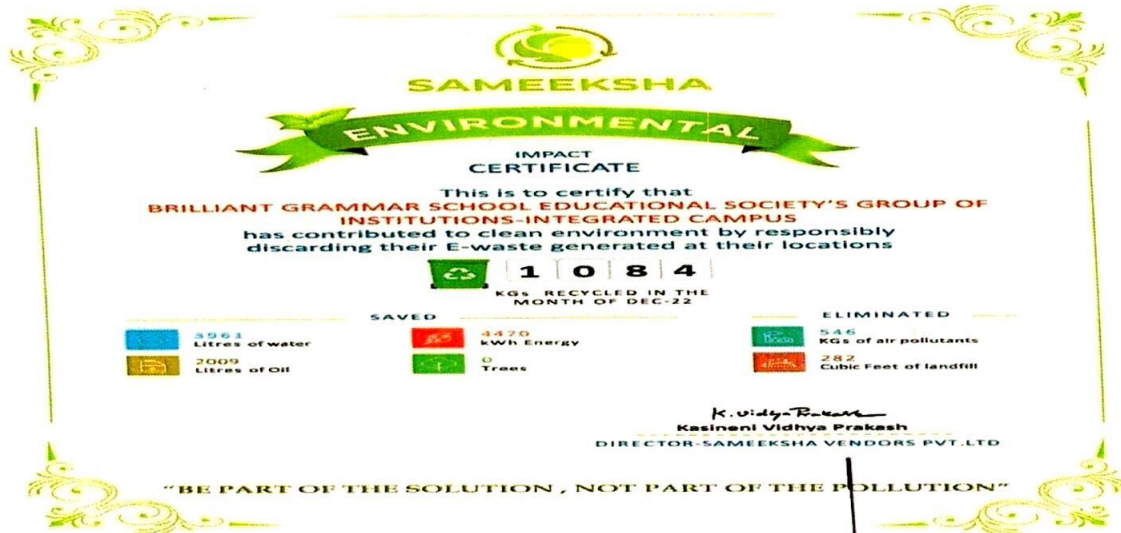 SAMEEKSHA
ENVIRONMENTAL
IMPACT
CERTIFICATE
This is to certify that
BRILLIANT GRAMMAR SCHOOL EDUCATIONAL SOCIETY'S GROUP OF
INSTITUTIONS-INTEGRATED CAMPUS
has contributed to clean environment by responsibly
discarding their E-waste generated at their locations
1 0 8 4
KGs RECYCLED IN THE
MONTH OF DEC-22
SAVED
Litres of water
2009
Litres of Oil
4470
kWh Energy
0
Trees
ELIMINATED
546
KGs of air pollutants
282
Cubic Feet of landfill
K. Vidya Prakash
Kasineni Vidhya Prakash
DIRECTOR-SAMEEKSHA VENDORS PVT.LTD
"BE PART OF THE SOLUTION , NOT PART OF THE POLLUTION"